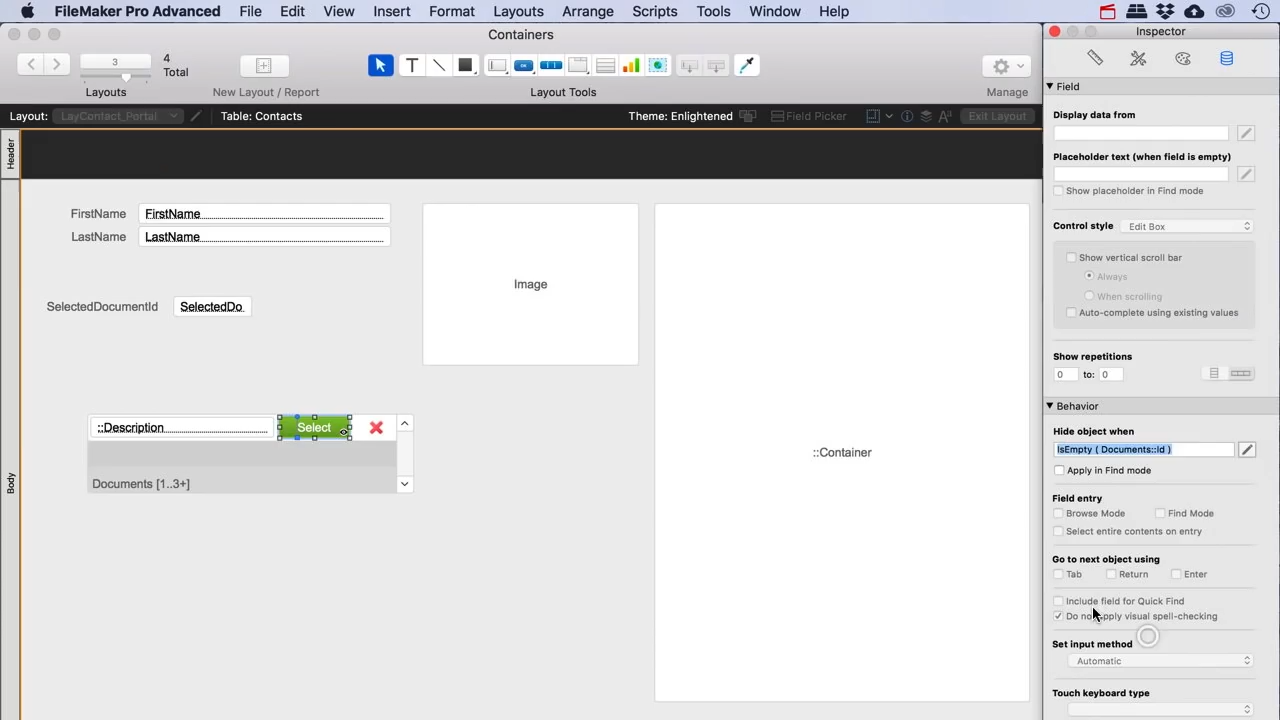 FileMaker Pro Advanced File Edit View Insert Format Layouts Arrange Scripts Tools Window Help
Containers
Inspector
3
4
Total
Layouts
New Layout / Report
Layout Tools
Manage
Layout: LayContact_Portal Table: Contacts Theme: Enlightened Field Picker Exit Layout
Header
Body
FirstName FirstName
LastName LastName
SelectedDocumentId SelectedDo
Image
::Description Select
Documents [1..3+]
::Container
Field
Display data from
Placeholder text (when field is empty)
Show placeholder in Find mode
Control style Edit Box
Show vertical scroll bar
Always
When scrolling
Auto-complete using existing values
Show repetitions
0 to: 0
Behavior
Hide object when
IsEmpty ( Documents::Id )
Apply in Find mode
Field entry
Browse Mode Find Mode
Select entire contents on entry
Go to next object using
Tab Return Enter
Include field for Quick Find
Do not apply visual spell-checking
Set input method
Automatic
Touch keyboard type